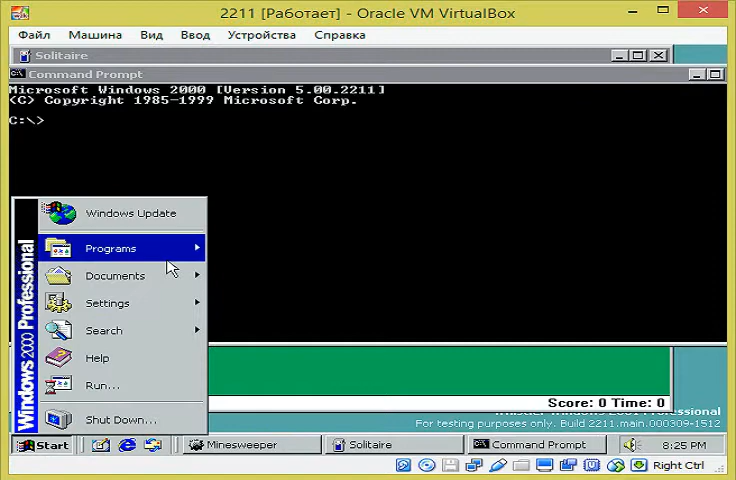 2211 [Работает] - Oracle VM VirtualBox
Файл Машина Вид Ввод Устройства Справка
Solitaire
Command Prompt
Microsoft Windows 2000 [Version 5.00.2211]
(C) Copyright 1985-1999 Microsoft Corp.
C:\>
Windows Update
Programs
Documents
Settings
Search
Help
Run...
Shut Down...
Windows 2000 Professional
Score: 0 Time: 0
Professional
For testing purposes only. Build 2211.main.000309-1512
Start Minesweeper Solitaire Command Prompt 8:25 PM
Right Ctrl